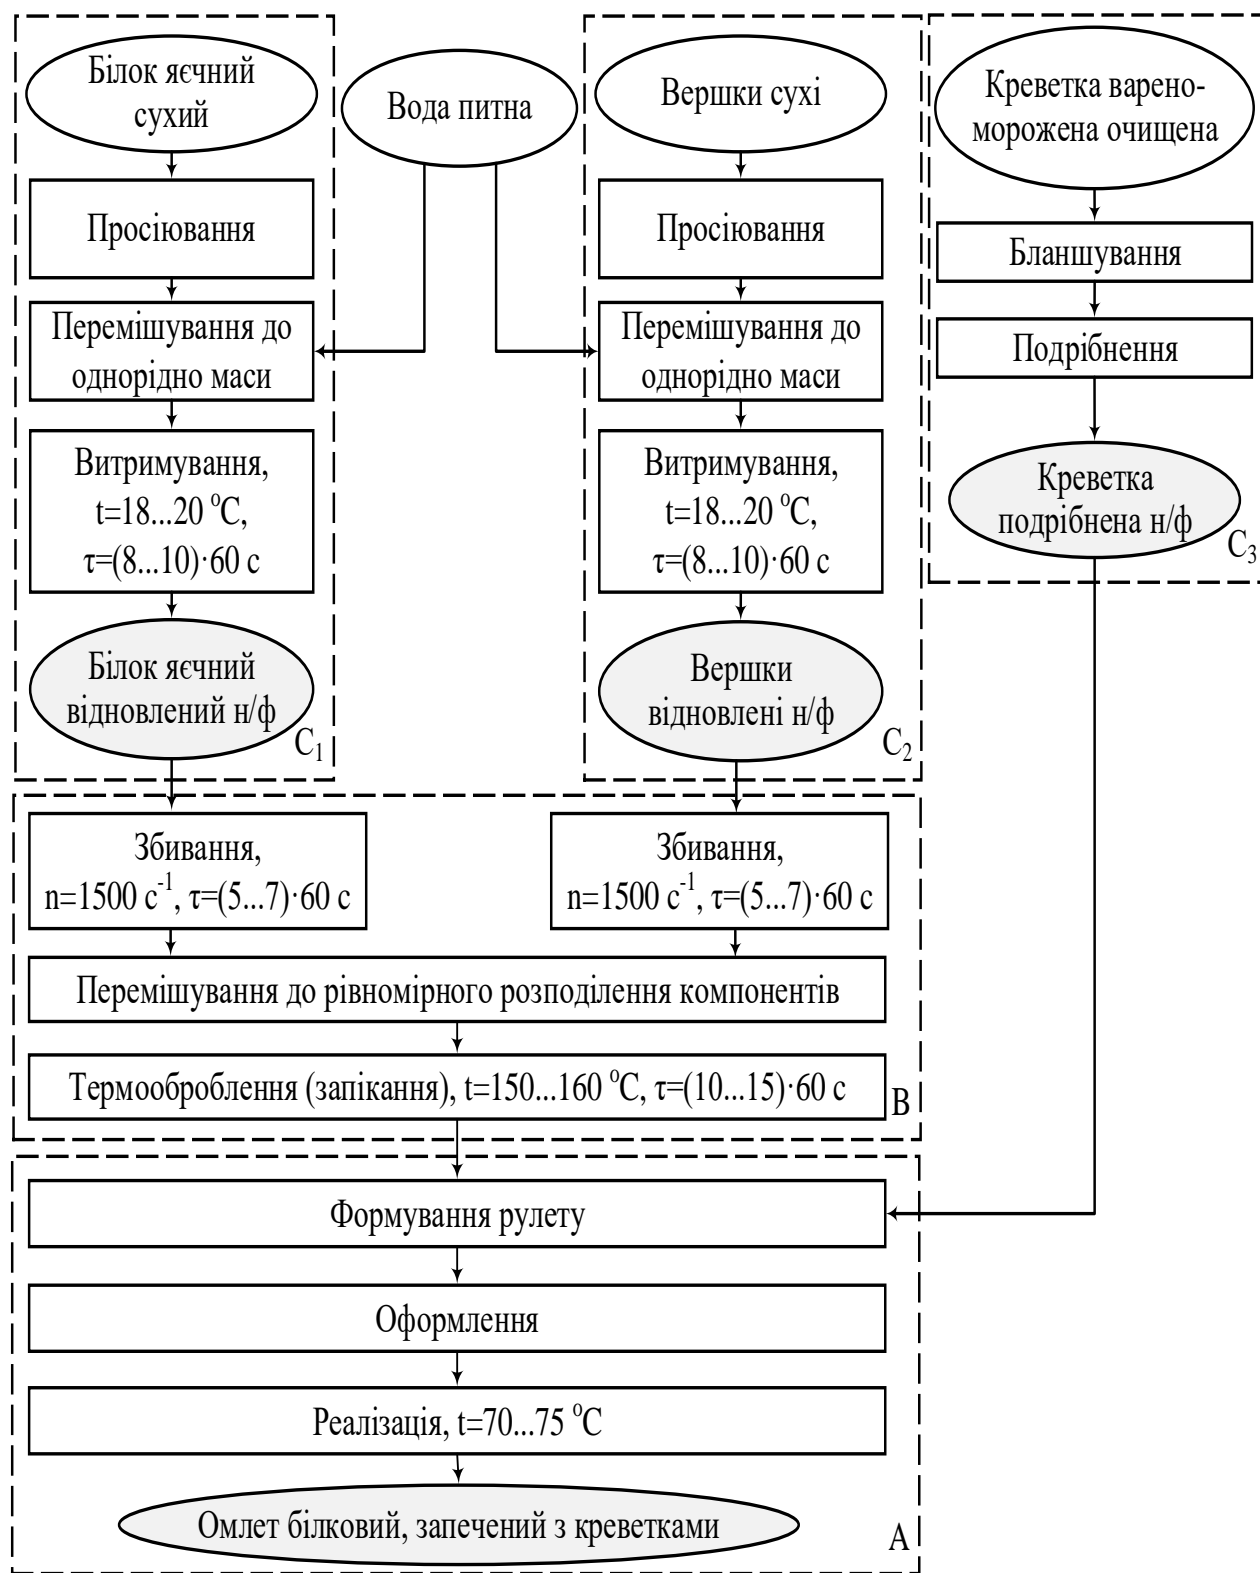 Білок яєчний
сухий
Вода питна
Вершки сухі
Креветка варено-
морожена очищена
Просіювання
Просіювання
Бланшування
Перемішування до
однорідно маси
Перемішування до
однорідно маси
Подрібнення
Витримування,
t=18...20 °C,
τ=(8...10)·60 с
Витримування,
t=18...20 °C,
τ=(8...10)·60 с
Креветка
подрібнена н/ф
C₃
Білок яєчний
відновлений н/ф
C₁
Вершки
відновлені н/ф
C₂
Збивання,
n=1500 c⁻¹, τ=(5...7)·60 с
Збивання,
n=1500 c⁻¹, τ=(5...7)·60 с
Перемішування до рівномірного розподілення компонентів
Термооброблення (запікання), t=150...160 °C, τ=(10...15)·60 с
B
Формування рулету
Оформлення
Реалізація, t=70...75 °C
Омлет білковий, запечений з креветками
A